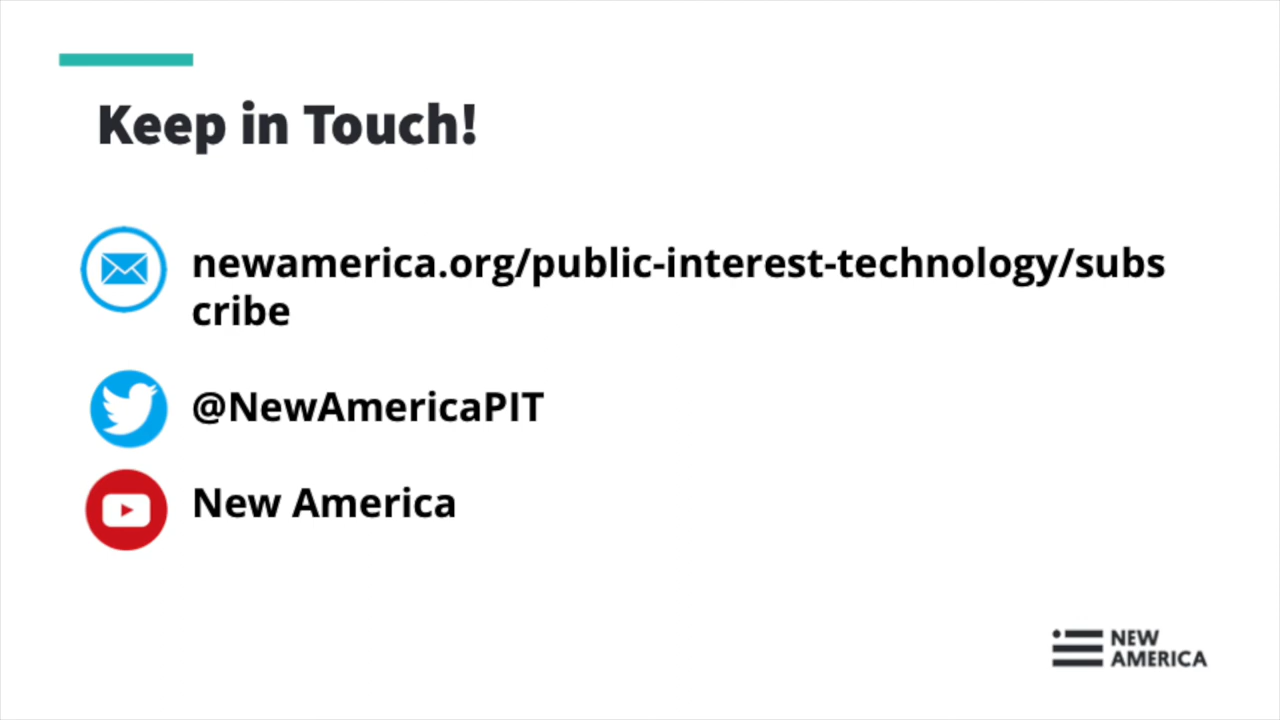 Keep in Touch!
newamerica.org/public-interest-technology/subs
cribe
@NewAmericaPIT
New America
NEW
AMERICA